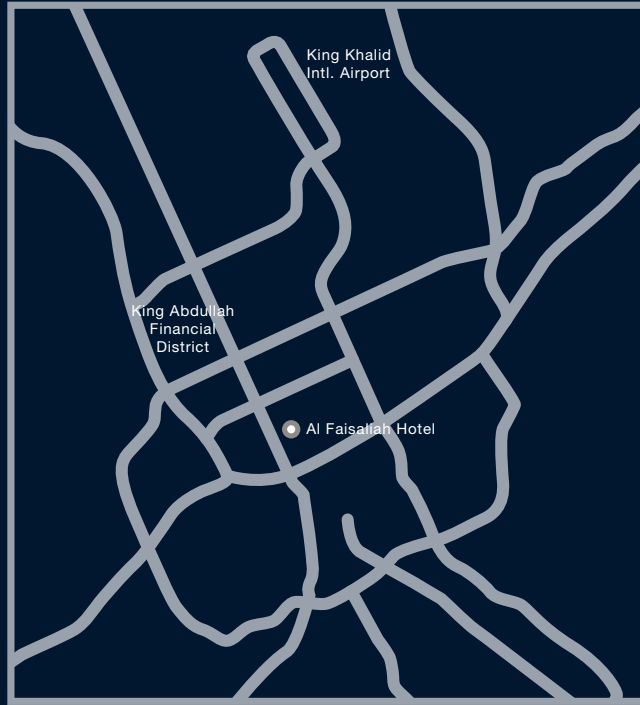 King Khalid
Intl. Airport
King Abdullah
Financial
District
Al Faisaliah Hotel